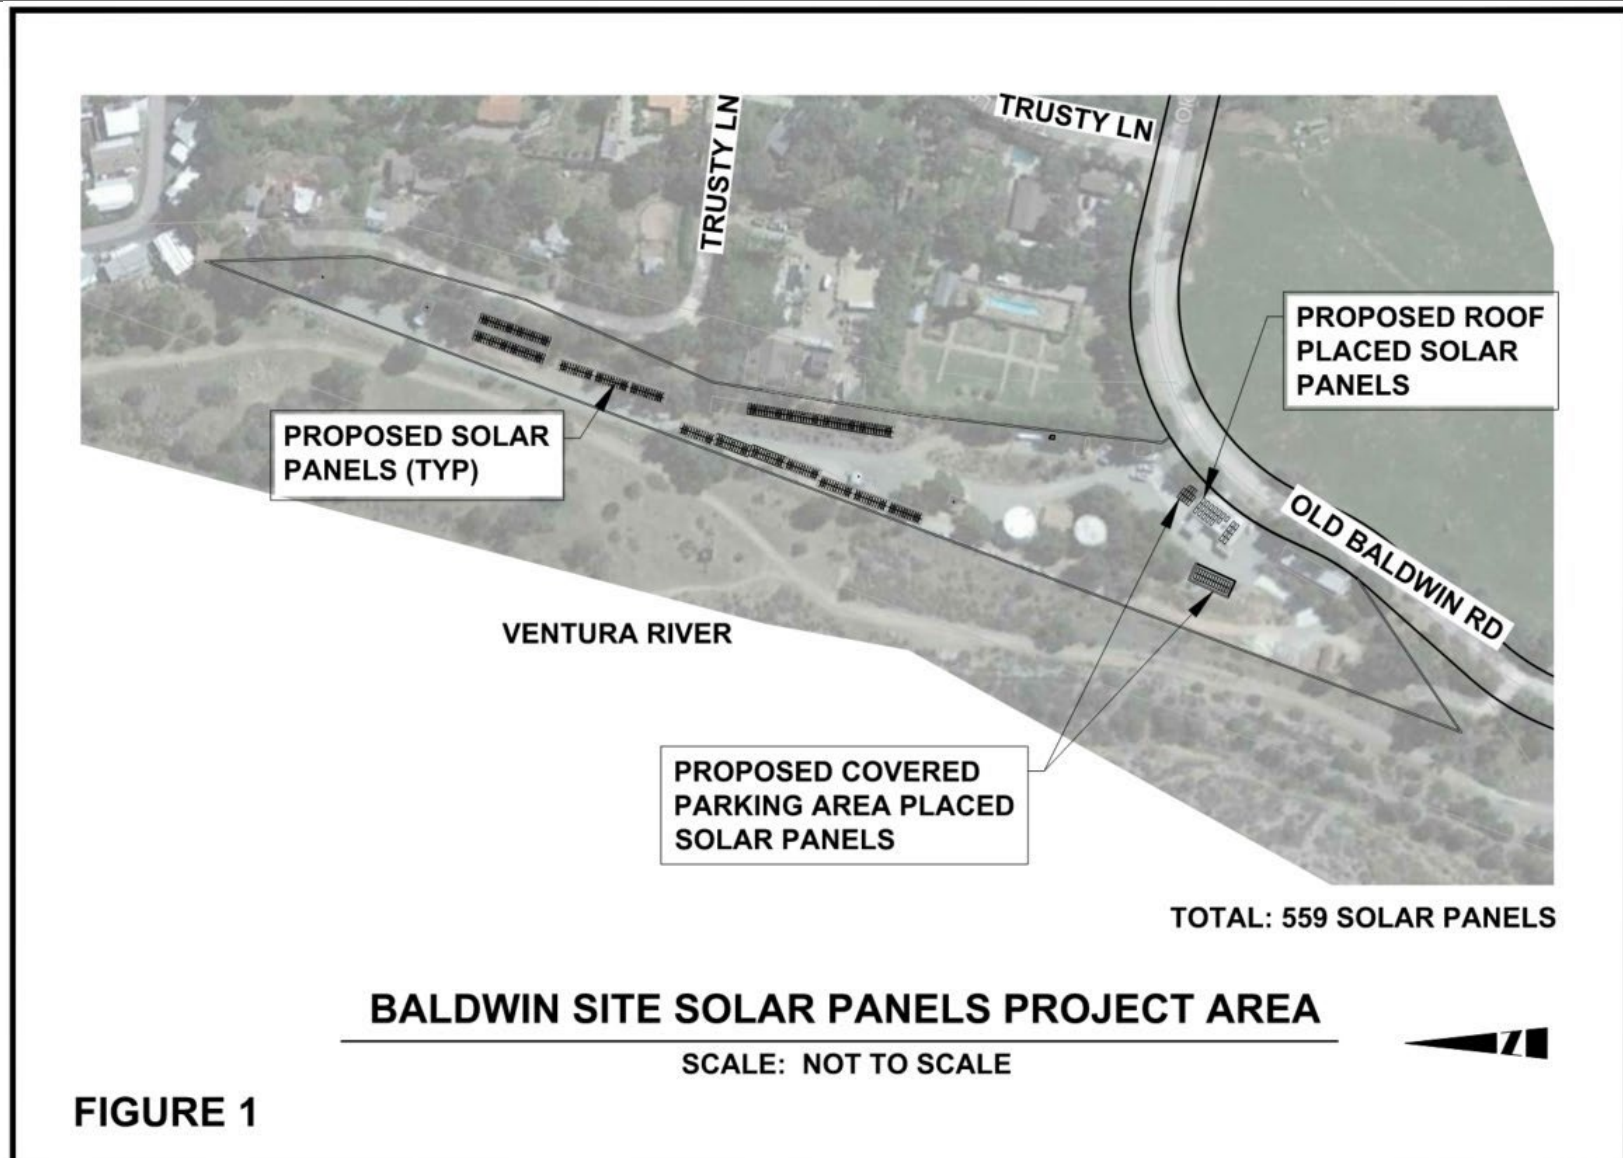 TRUSTY LN
TRUSTY LN
PROPOSED ROOF
PLACED SOLAR
PANELS
PROPOSED SOLAR
PANELS (TYP)
OLD BALDWIN RD
VENTURA RIVER
PROPOSED COVERED
PARKING AREA PLACED
SOLAR PANELS
TOTAL: 559 SOLAR PANELS
BALDWIN SITE SOLAR PANELS PROJECT AREA
SCALE: NOT TO SCALE
Z
FIGURE 1